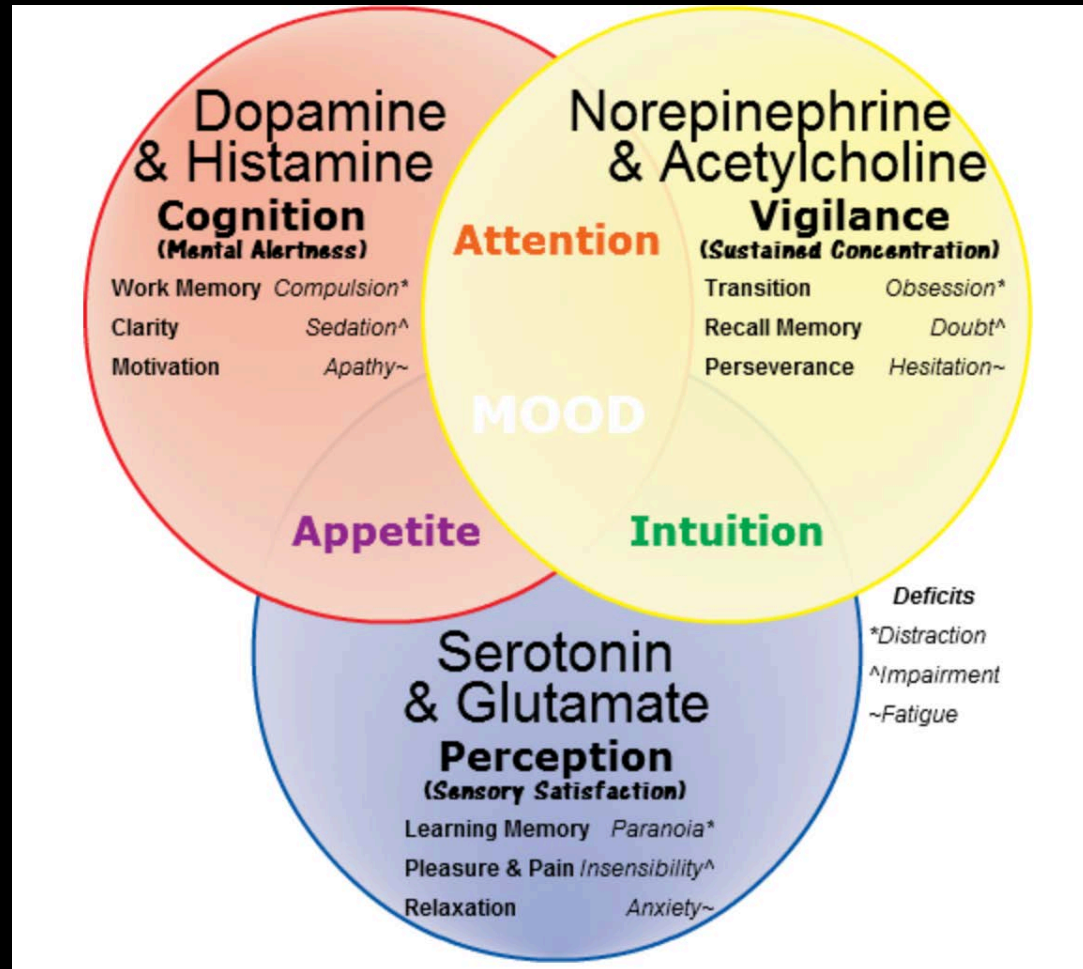 Dopamine
& Histamine
Cognition
(Mental Alertness)
Work Memory Compulsion*
Clarity Sedation^
Motivation Apathy~
Norepinephrine
& Acetylcholine
Vigilance
(Sustained Concentration)
Transition Obsession*
Recall Memory Doubt^
Perseverance Hesitation~
Attention
MOOD
Appetite
Intuition
Serotonin
& Glutamate
Perception
(Sensory Satisfaction)
Learning Memory Paranoia*
Pleasure & Pain Insensibility^
Relaxation Anxiety~
Deficits
*Distraction
^Impairment
~Fatigue